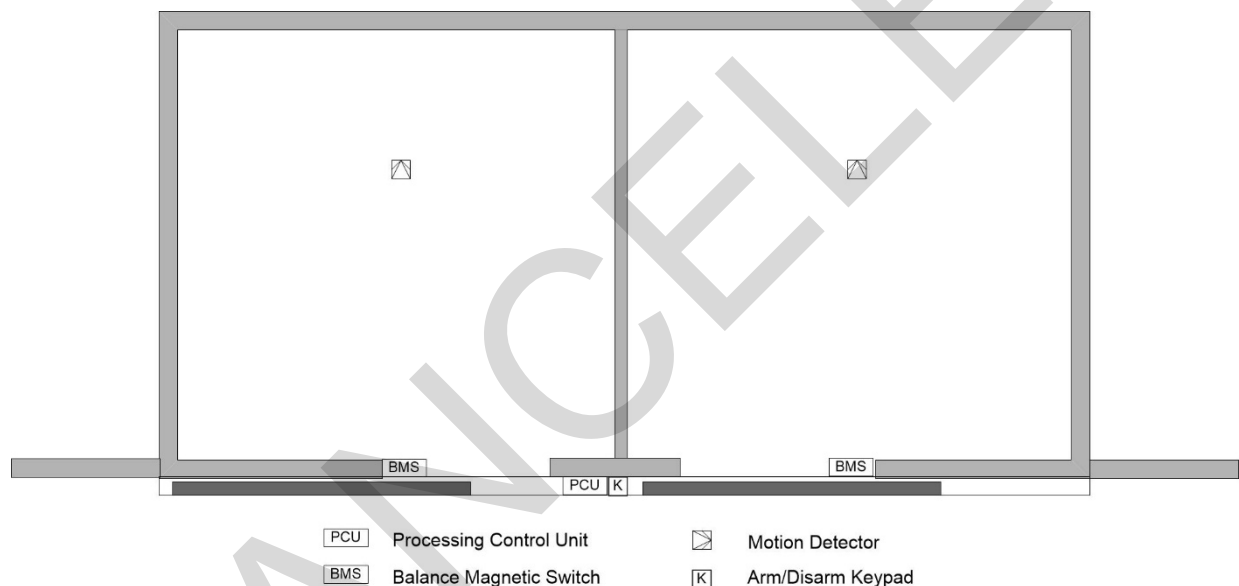 BMS BMS
PCU K
PCU Processing Control Unit Motion Detector
BMS Balance Magnetic Switch K Arm/Disarm Keypad
ANCELE